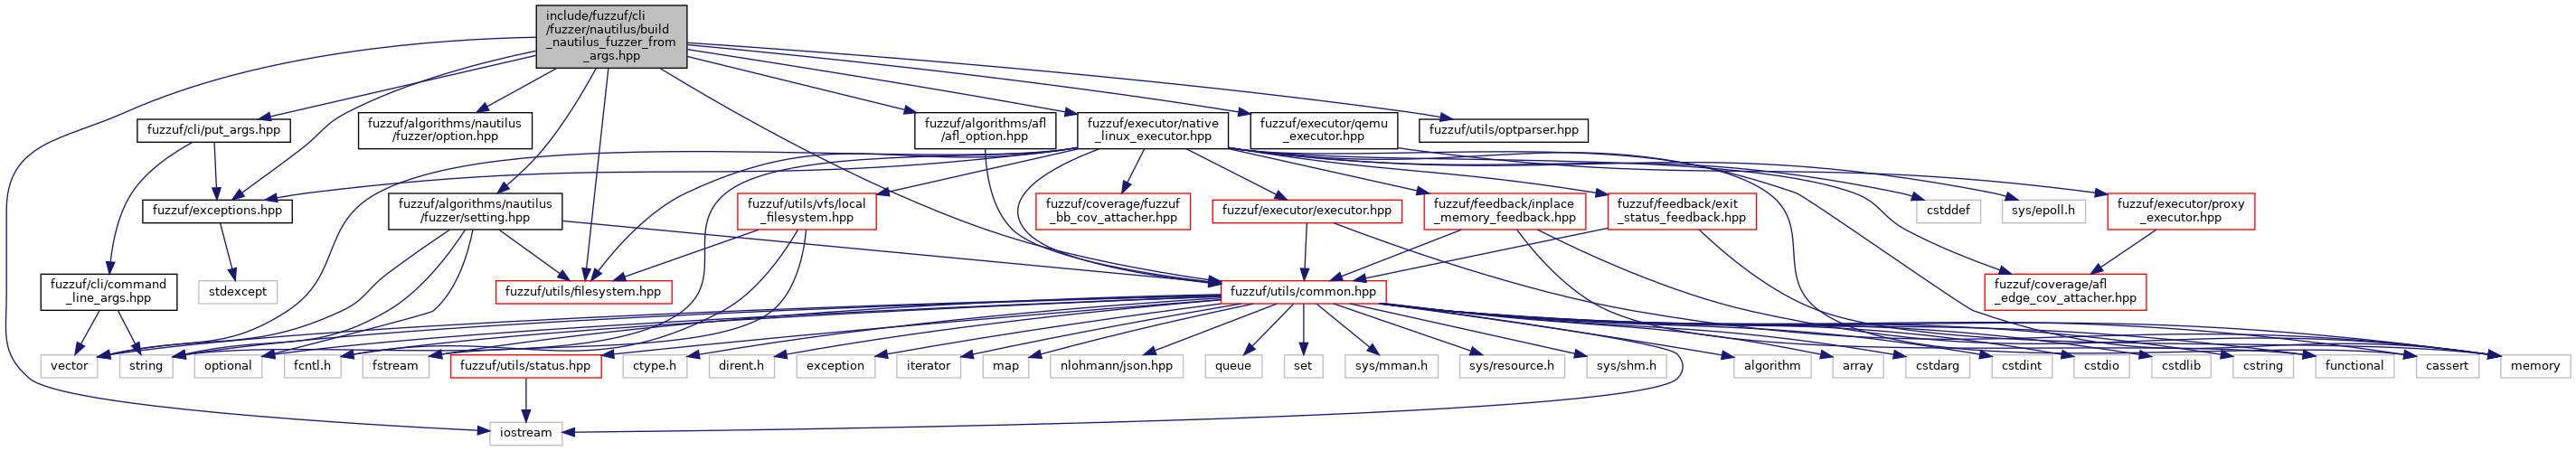 include/fuzzuf/cli
/fuzzer/nautilus/build
_nautilus_fuzzer_from
_args.hpp
fuzzuf/cli/put_args.hpp
fuzzuf/algorithms/nautilus
/fuzzer/option.hpp
fuzzuf/algorithms/afl
/afl_option.hpp
fuzzuf/executor/native
_linux_executor.hpp
fuzzuf/executor/qemu
_executor.hpp
fuzzuf/utils/optparser.hpp
fuzzuf/exceptions.hpp
fuzzuf/algorithms/nautilus
/fuzzer/setting.hpp
fuzzuf/utils/vfs/local
_filesystem.hpp
fuzzuf/coverage/fuzzuf
_bb_cov_attacher.hpp
fuzzuf/executor/executor.hpp
fuzzuf/feedback/inplace
_memory_feedback.hpp
fuzzuf/feedback/exit
_status_feedback.hpp
cstddef
sys/epoll.h
fuzzuf/executor/proxy
_executor.hpp
fuzzuf/cli/command
_line_args.hpp
stdexcept
fuzzuf/utils/filesystem.hpp
fuzzuf/utils/common.hpp
fuzzuf/coverage/afl
_edge_cov_attacher.hpp
vector
string
optional
fcntl.h
fstream
fuzzuf/utils/status.hpp
ctype.h
dirent.h
exception
iterator
map
nlohmann/json.hpp
queue
set
sys/mman.h
sys/resource.h
sys/shm.h
algorithm
array
cstdarg
cstdint
cstdio
cstdlib
cstring
functional
cassert
memory
iostream